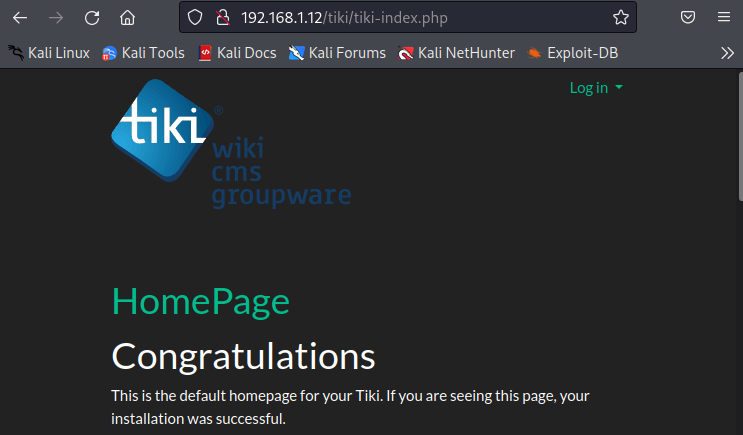 192.168.1.12/tiki/tiki-index.php
Kali Linux Kali Tools Kali Docs Kali Forums Kali NetHunter Exploit-DB
Log in
tiki®
wiki
cms
groupware
HomePage
Congratulations
This is the default homepage for your Tiki. If you are seeing this page, your
installation was successful.